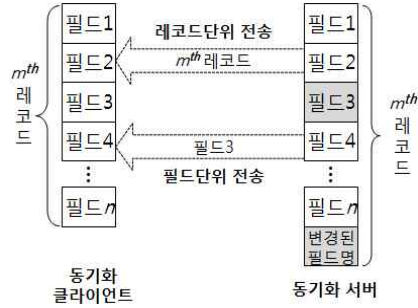 레코드단위 전송
m^th 레코드
필드1
필드2
필드3
필드4
⋮
필드n
m^th
레
코
드
동기화
클라이언트
필드3
필드단위 전송
필드1
필드2
필드3
필드4
⋮
필드n
변경된
필드명
m^th
레
코
드
동기화 서버